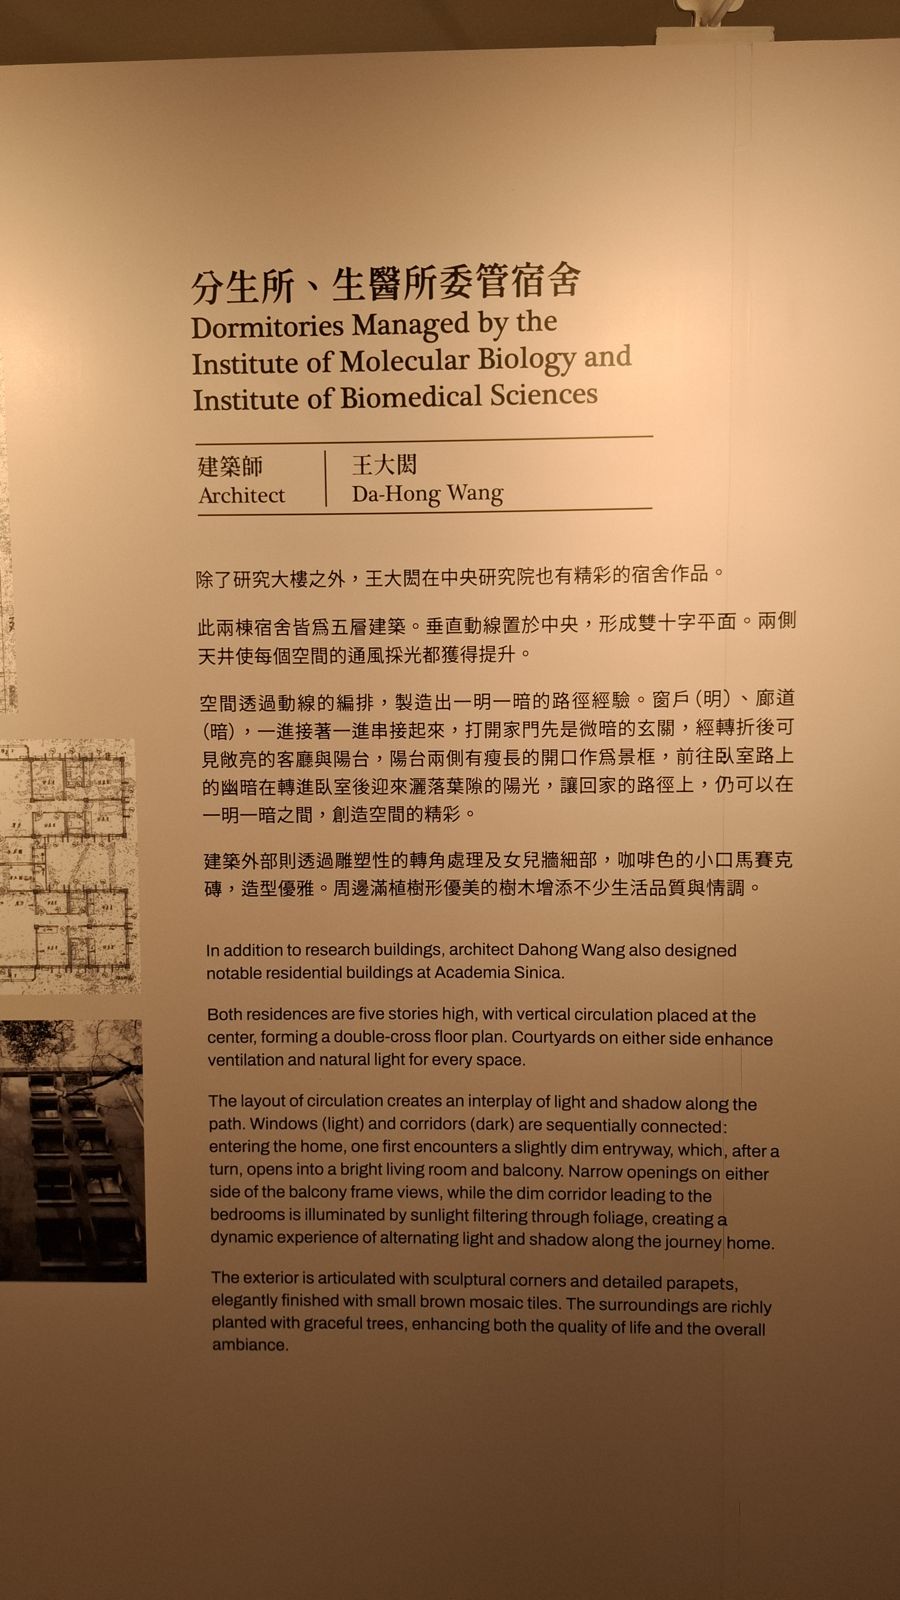 分生所、生醫所委管宿舍
Dormitories Managed by the
Institute of Molecular Biology and
Institute of Biomedical Sciences
建築師
Architect
王大閎
Da-Hong Wang
除了研究大樓之外，王大閎在中央研究院也有精彩的宿舍作品。
此兩棟宿舍皆爲五層建築。垂直動線置於中央，形成雙十字平面。兩側
天井使每個空間的通風採光都獲得提升。
空間透過動線的編排，製造出一明一暗的路徑經驗。窗戶（明）、廊道
（暗），一進接著一進串接起來，打開家門先是微暗的玄關，經轉折後可
見敞亮的客廳與陽台，陽台兩側有瘦長的開口作爲景框，前往臥室路上
的幽暗在轉進臥室後迎來灑落葉隙的陽光，讓回家的路徑上，仍可以在
一明一暗之間，創造空間的精彩。
建築外部則透過雕塑性的轉角處理及女兒牆細部，咖啡色的小口馬賽克
磚，造型優雅。周邊滿植樹形優美的樹木增添不少生活品質與情調。
In addition to research buildings, architect Dahong Wang also designed
notable residential buildings at Academia Sinica.
Both residences are five stories high, with vertical circulation placed at the
center, forming a double-cross floor plan. Courtyards on either side enhance
ventilation and natural light for every space.
The layout of circulation creates an interplay of light and shadow along the
path. Windows (light) and corridors (dark) are sequentially connected:
entering the home, one first encounters a slightly dim entryway, which, after a
turn, opens into a bright living room and balcony. Narrow openings on either
side of the balcony frame views, while the dim corridor leading to the
bedrooms is illuminated by sunlight filtering through foliage, creating a
dynamic experience of alternating light and shadow along the journey home.
The exterior is articulated with sculptural corners and detailed parapets,
elegantly finished with small brown mosaic tiles. The surroundings are richly
planted with graceful trees, enhancing both the quality of life and the overall
ambiance.